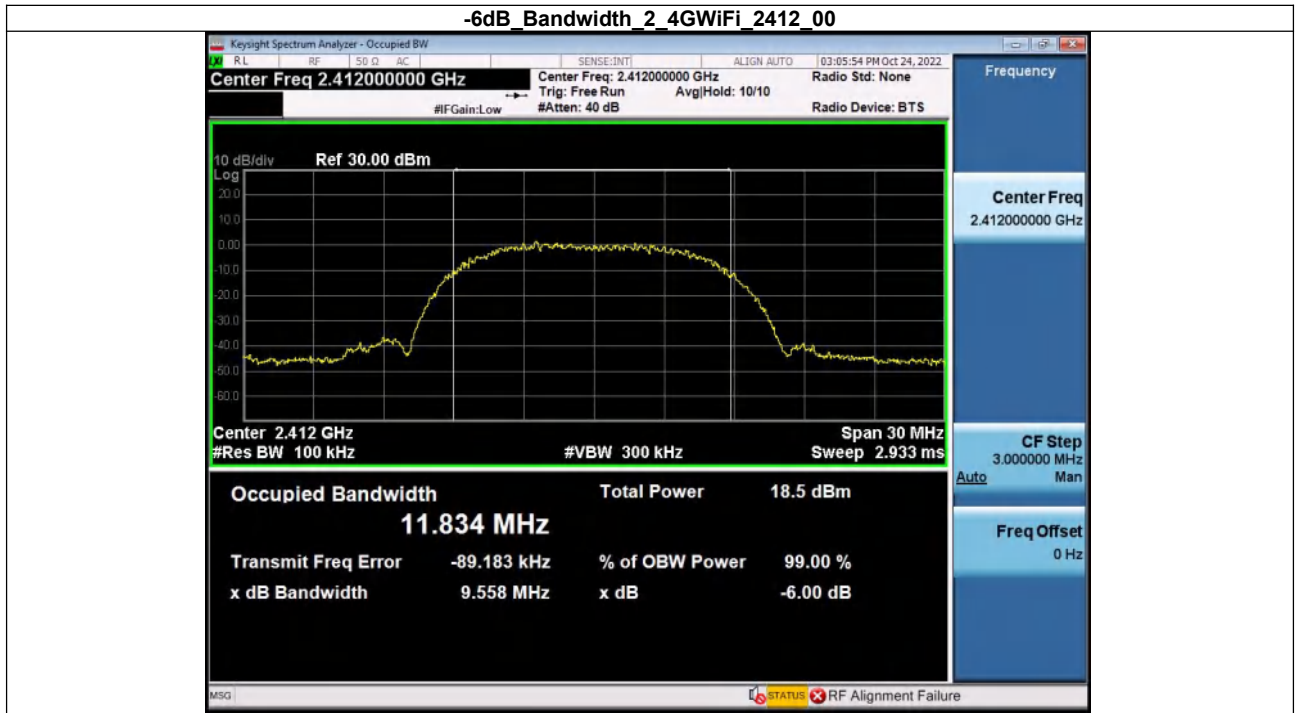 -6dB_Bandwidth_2_4GWiFi_2412_00
Keysight Spectrum Analyzer - Occupied BW
LXI RL RF 50 Ω AC SENSE:INT ALIGN AUTO 03:05:54 PM Oct 24, 2022
Center Freq 2.412000000 GHz
Center Freq: 2.412000000 GHz
Radio Std: None
Trig: Free Run Avg|Hold: 10/10
#IFGain:Low #Atten: 40 dB Radio Device: BTS
10 dB/div Ref 30.00 dBm
Log
20.0
10.0
0.00
-10.0
-20.0
-30.0
-40.0
-50.0
-60.0
Center 2.412 GHz Span 30 MHz
#Res BW 100 kHz #VBW 300 kHz Sweep 2.933 ms
Occupied Bandwidth Total Power 18.5 dBm
11.834 MHz
Transmit Freq Error -89.183 kHz % of OBW Power 99.00 %
x dB Bandwidth 9.558 MHz x dB -6.00 dB
MSG STATUS RF Alignment Failure
Frequency
Center Freq
2.412000000 GHz
CF Step
3.000000 MHz
Auto Man
Freq Offset
0 Hz